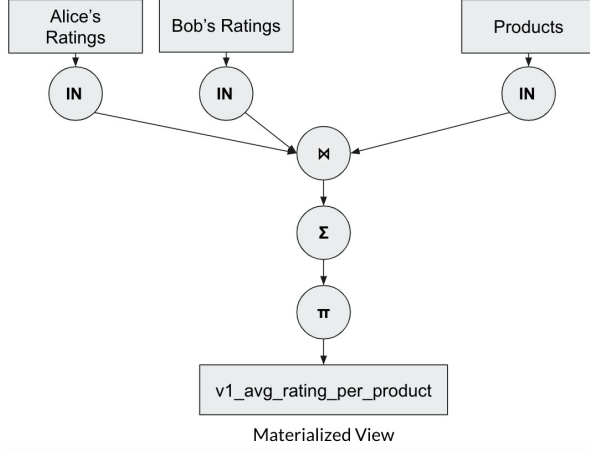 Alice's
Ratings
Bob's Ratings
Products
IN
IN
IN
⋈
Σ
π
v1_avg_rating_per_product
Materialized View